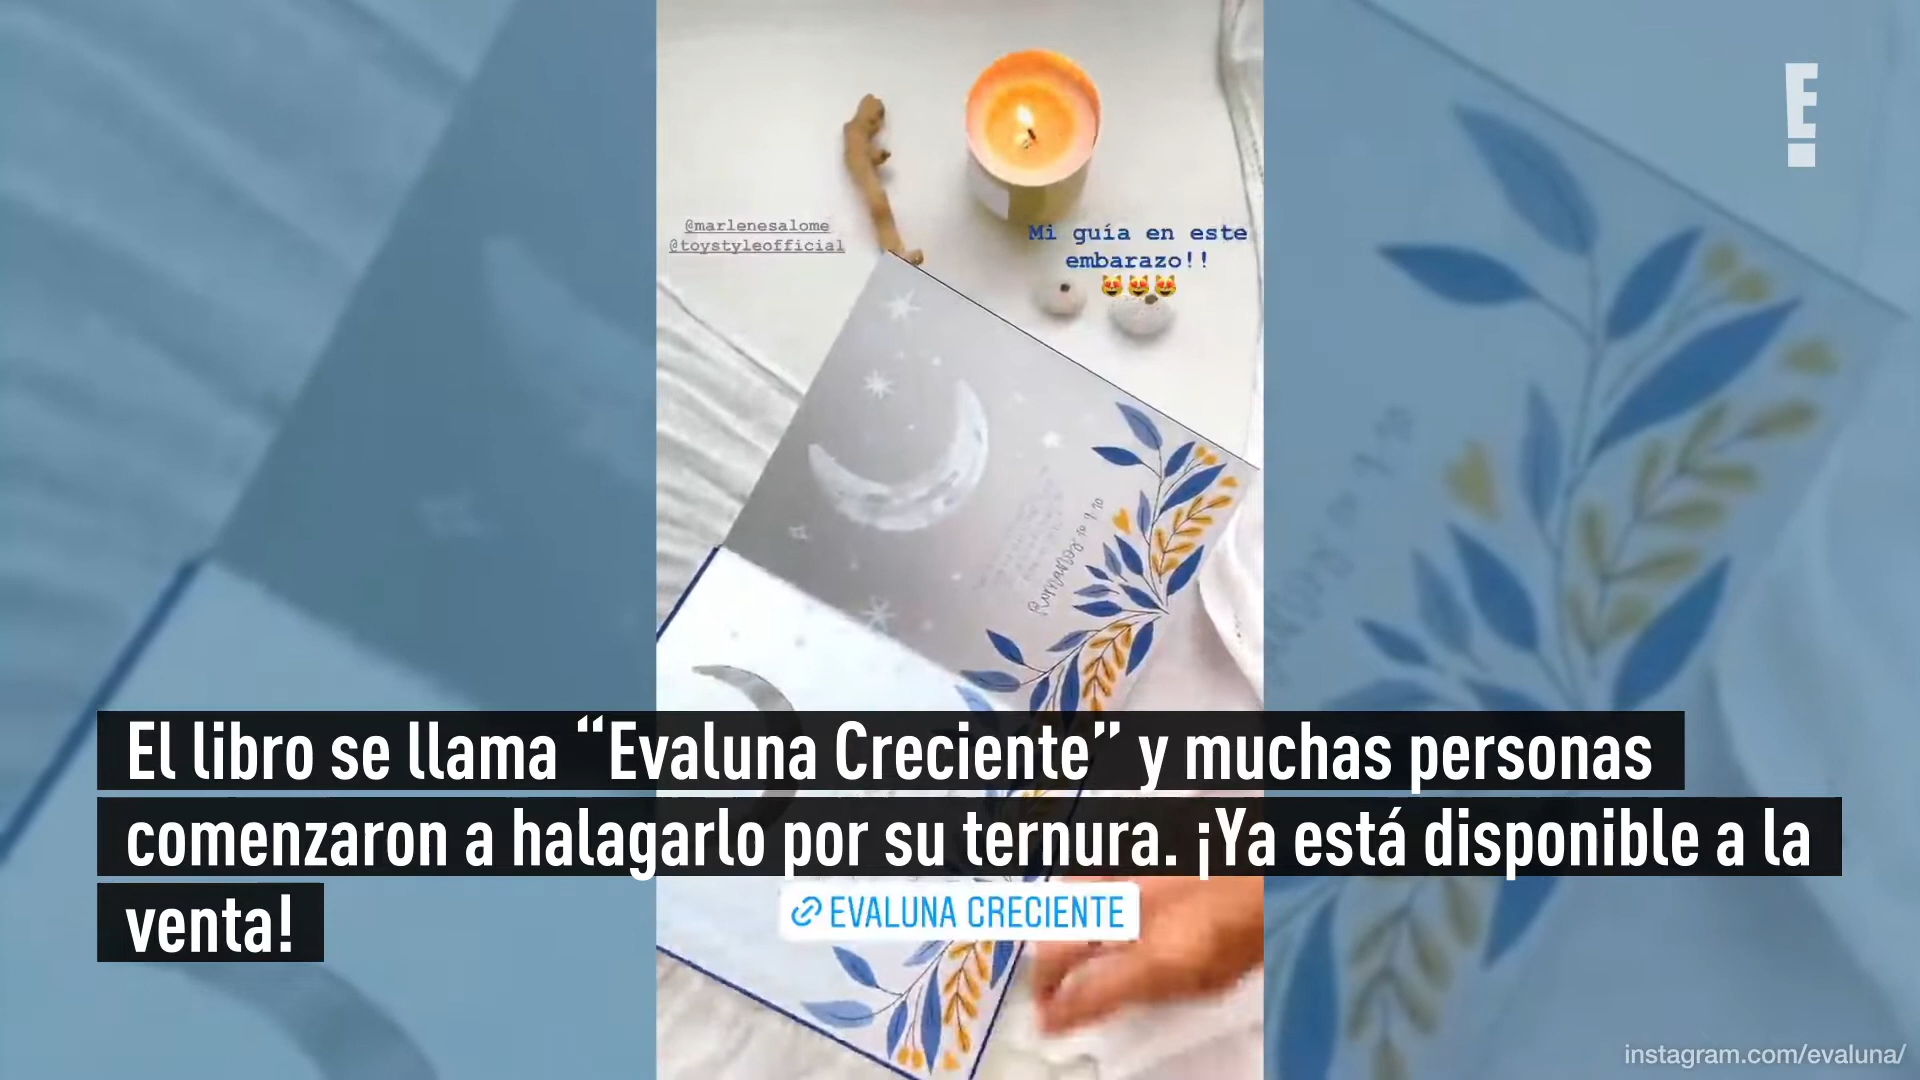 E!
@marlenesalome
@toystyleofficial
Mi guía en este
embarazo!!
Romanos
El libro se llama “Evaluna Creciente” y muchas personas
comenzaron a halagarlo por su ternura. ¡Ya está disponible a la
venta!
EVALUNA CRECIENTE
instagram.com/evaluna/